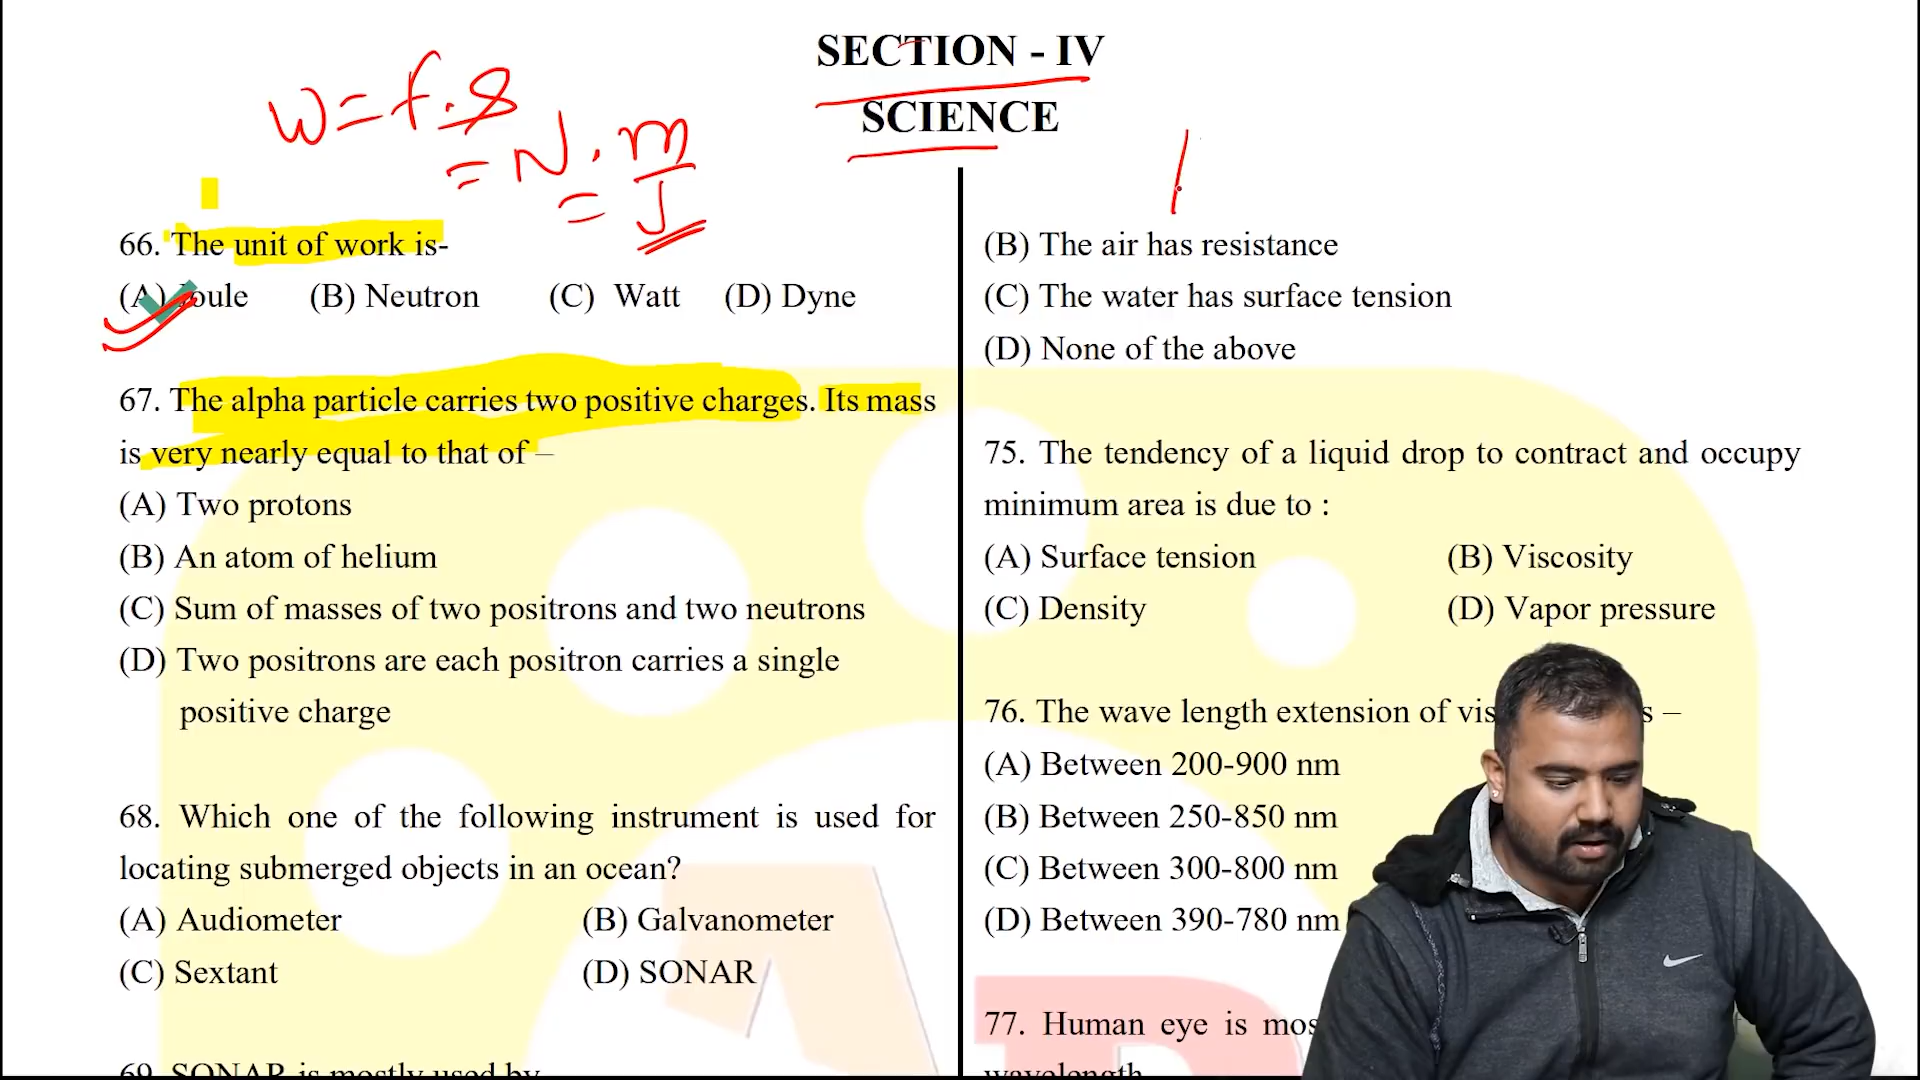 SECTION - IV
SCIENCE
W = f.s
= N.m
= J
66. The unit of work is-
(A) Joule (B) Neutron (C) Watt (D) Dyne
67. The alpha particle carries two positive charges. Its mass
is very nearly equal to that of –
(A) Two protons
(B) An atom of helium
(C) Sum of masses of two positrons and two neutrons
(D) Two positrons are each positron carries a single
positive charge
68. Which one of the following instrument is used for
locating submerged objects in an ocean?
(A) Audiometer (B) Galvanometer
(C) Sextant (D) SONAR
69. SONAR is mostly used by
(B) The air has resistance
(C) The water has surface tension
(D) None of the above
75. The tendency of a liquid drop to contract and occupy
minimum area is due to :
(A) Surface tension (B) Viscosity
(C) Density (D) Vapor pressure
76. The wave length extension of –
(A) Between 200-900 nm
(B) Between 250-850 nm
(C) Between 300-800 nm
(D) Between 390-780 nm
77. Human eye is
wavelength